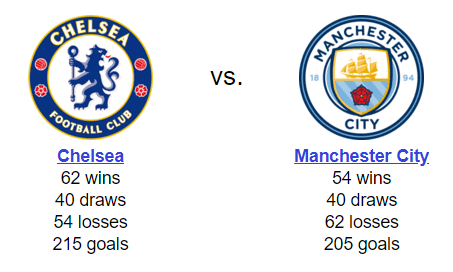 CHELSEA
FOOTBALL CLUB
vs.
MANCHESTER
18 94
CITY
Chelsea
62 wins
40 draws
54 losses
215 goals
Manchester City
54 wins
40 draws
62 losses
205 goals